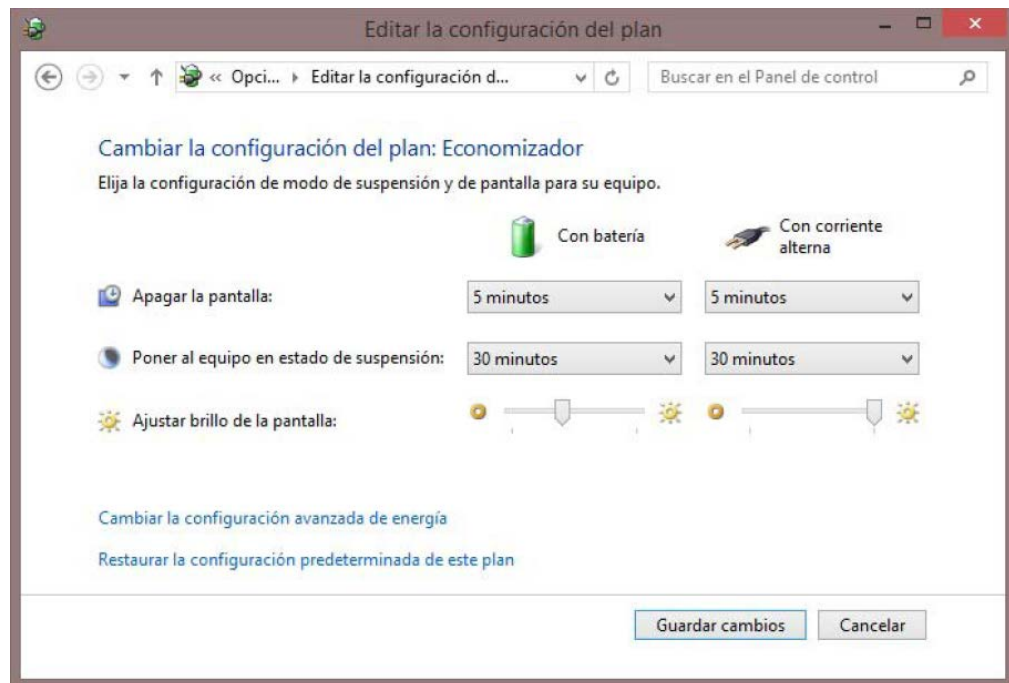 Editar la configuración del plan
« Opci... Editar la configuración d...
Buscar en el Panel de control
Cambiar la configuración del plan: Economizador
Elija la configuración de modo de suspensión y de pantalla para su equipo.
Con batería
Con corriente
alterna
Apagar la pantalla: 5 minutos 5 minutos
Poner al equipo en estado de suspensión: 30 minutos 30 minutos
Ajustar brillo de la pantalla:
Cambiar la configuración avanzada de energía
Restaurar la configuración predeterminada de este plan
Guardar cambios Cancelar